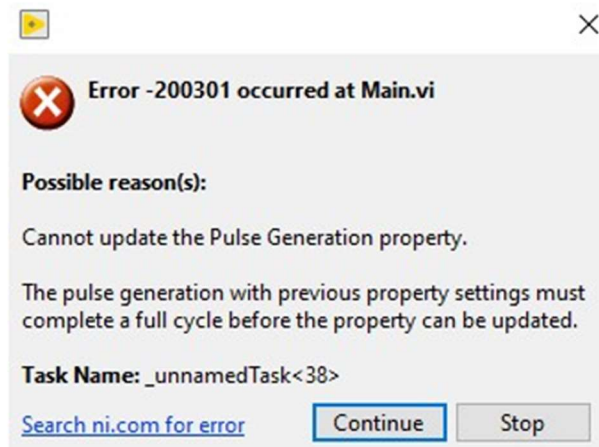 Error -200301 occurred at Main.vi
Possible reason(s):
Cannot update the Pulse Generation property.
The pulse generation with previous property settings must
complete a full cycle before the property can be updated.
Task Name: _unnamedTask<38>
Search ni.com for error
Continue
Stop